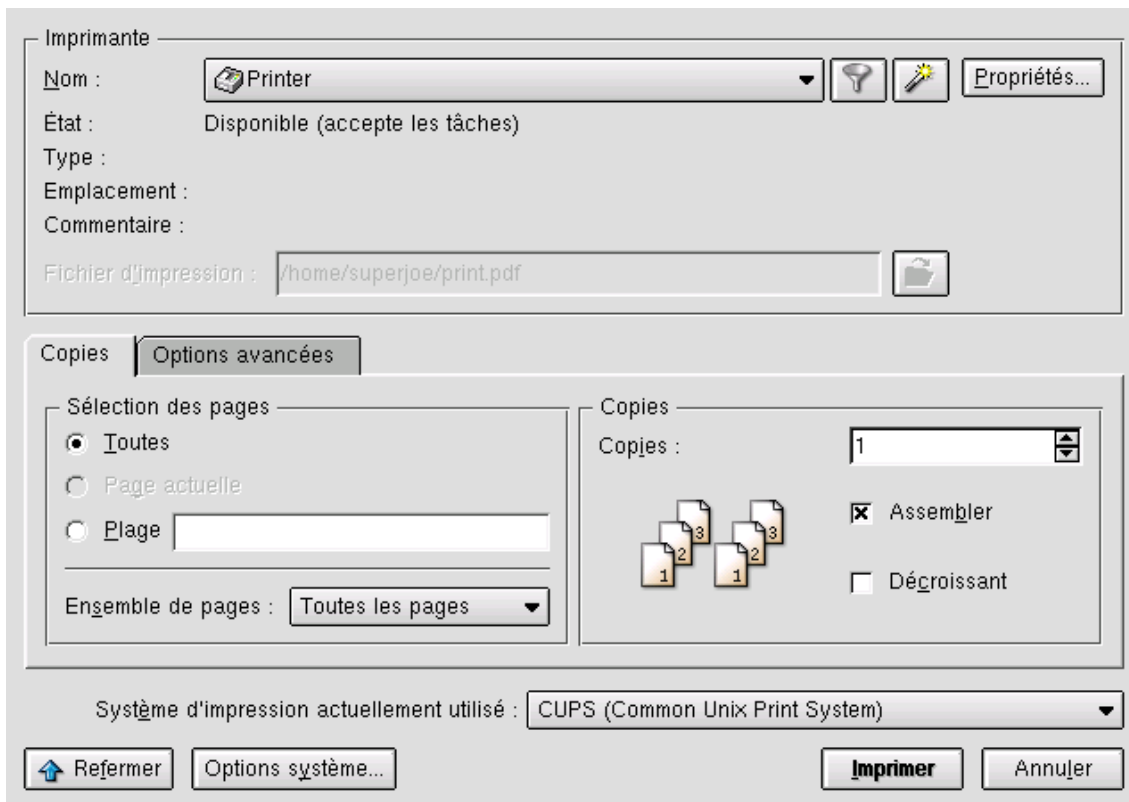 Imprimante
Nom : Printer Propriétés...
État : Disponible (accepte les tâches)
Type :
Emplacement :
Commentaire :
Fichier d'impression : /home/superjoe/print.pdf
Copies Options avancées
Sélection des pages
Toutes
Page actuelle
Plage
Ensemble de pages : Toutes les pages
Copies
Copies : 1
3 3
2 2
1 1
Assembler
Décroissant
Système d'impression actuellement utilisé : CUPS (Common Unix Print System)
Refermer Options système... Imprimer Annuler